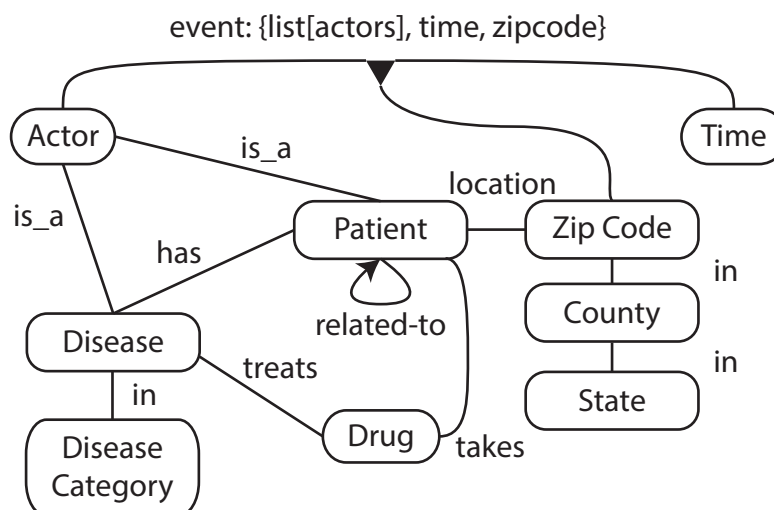 event: {list[actors], time, zipcode}
Actor
Time
is_a
location
is_a
Patient
Zip Code
has
in
related-to
County
Disease
treats
in
in
State
Drug
takes
Disease
Category